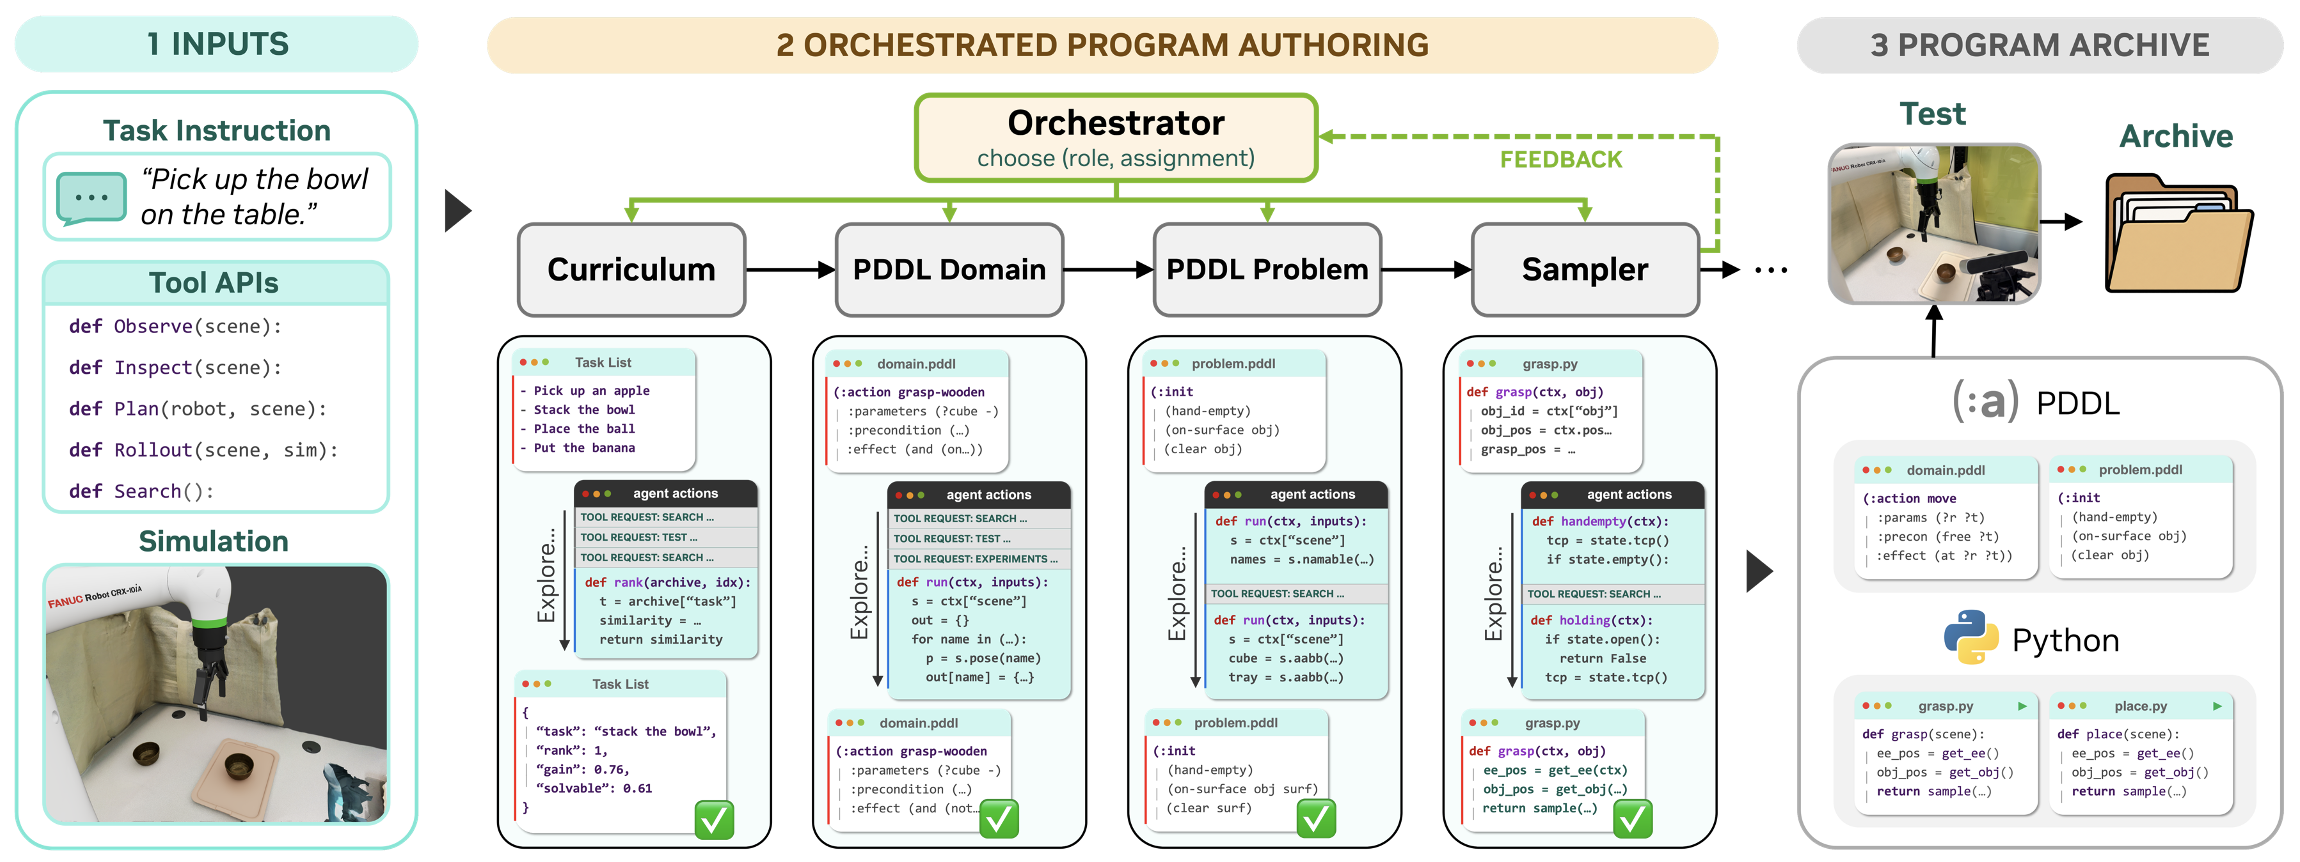 1 INPUTS
Task Instruction
“Pick up the bowl
on the table.”
Tool APIs
def Observe(scene):
def Inspect(scene):
def Plan(robot, scene):
def Rollout(scene, sim):
def Search():
Simulation
FANUC Robot CRX-10iA
2 ORCHESTRATED PROGRAM AUTHORING
Orchestrator
choose (role, assignment)
FEEDBACK
Curriculum
PDDL Domain
PDDL Problem
Sampler
...
Task List
- Pick up an apple
- Stack the bowl
- Place the ball
- Put the banana
Explore...
agent actions
TOOL REQUEST: SEARCH ...
TOOL REQUEST: TEST ...
TOOL REQUEST: SEARCH ...
def rank(archive, idx):
t = archive[“task”]
similarity = …
return similarity
Task List
{
“task”: “stack the bowl”,
“rank”: 1,
“gain”: 0.76,
“solvable”: 0.61
}
domain.pddl
(:action grasp-wooden
:parameters (?cube -)
:precondition (…)
:effect (and (on…))
Explore...
agent actions
TOOL REQUEST: SEARCH ...
TOOL REQUEST: TEST ...
TOOL REQUEST: EXPERIMENTS ...
def run(ctx, inputs):
s = ctx[“scene”]
out = {}
for name in (…):
p = s.pose(name)
out[name] = {…}
domain.pddl
(:action grasp-wooden
:parameters (?cube -)
:precondition (…)
:effect (and (not…
problem.pddl
(:init
(hand-empty)
(on-surface obj)
(clear obj)
Explore...
agent actions
def run(ctx, inputs):
s = ctx[“scene”]
names = s.namable(…)
TOOL REQUEST: SEARCH ...
def run(ctx, inputs):
s = ctx[“scene”]
cube = s.aabb(…)
tray = s.aabb(…)
problem.pddl
(:init
(hand-empty)
(on-surface obj surf)
(clear surf)
grasp.py
def grasp(ctx, obj)
obj_id = ctx[“obj”]
obj_pos = ctx.pos…
grasp_pos = …
Explore...
agent actions
def handempty(ctx):
tcp = state.tcp()
if state.empty():
TOOL REQUEST: SEARCH ...
def holding(ctx):
if state.open():
return False
tcp = state.tcp()
grasp.py
def grasp(ctx, obj)
ee_pos = get_ee(ctx)
obj_pos = get_obj(…)
return sample(…)
3 PROGRAM ARCHIVE
Test
Archive
FANUC Robot CRX-10iA
(:a) PDDL
domain.pddl
(:action move
:params (?r ?t)
:precon (free ?t)
:effect (at ?r ?t))
problem.pddl
(:init
(hand-empty)
(on-surface obj)
(clear obj)
Python
grasp.py
def grasp(scene):
ee_pos = get_ee()
obj_pos = get_obj()
return sample(…)
place.py
def place(scene):
ee_pos = get_ee()
obj_pos = get_obj()
return sample(…)